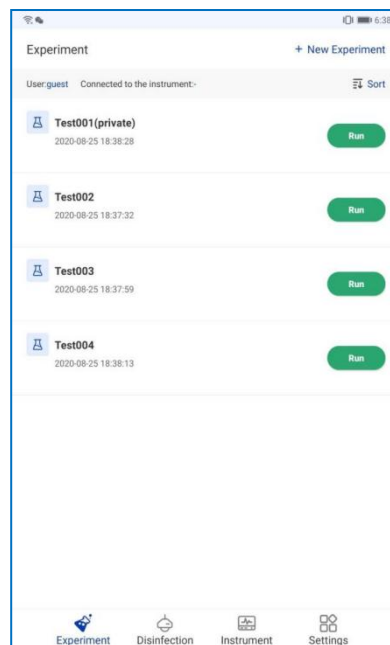 6:38
Experiment + New Experiment
User:guest Connected to the instrument:- Sort
Test001(private)
2020-08-25 18:38:28
Run
Test002
2020-08-25 18:37:32
Run
Test003
2020-08-25 18:37:59
Run
Test004
2020-08-25 18:38:13
Run
Experiment Disinfection Instrument Settings